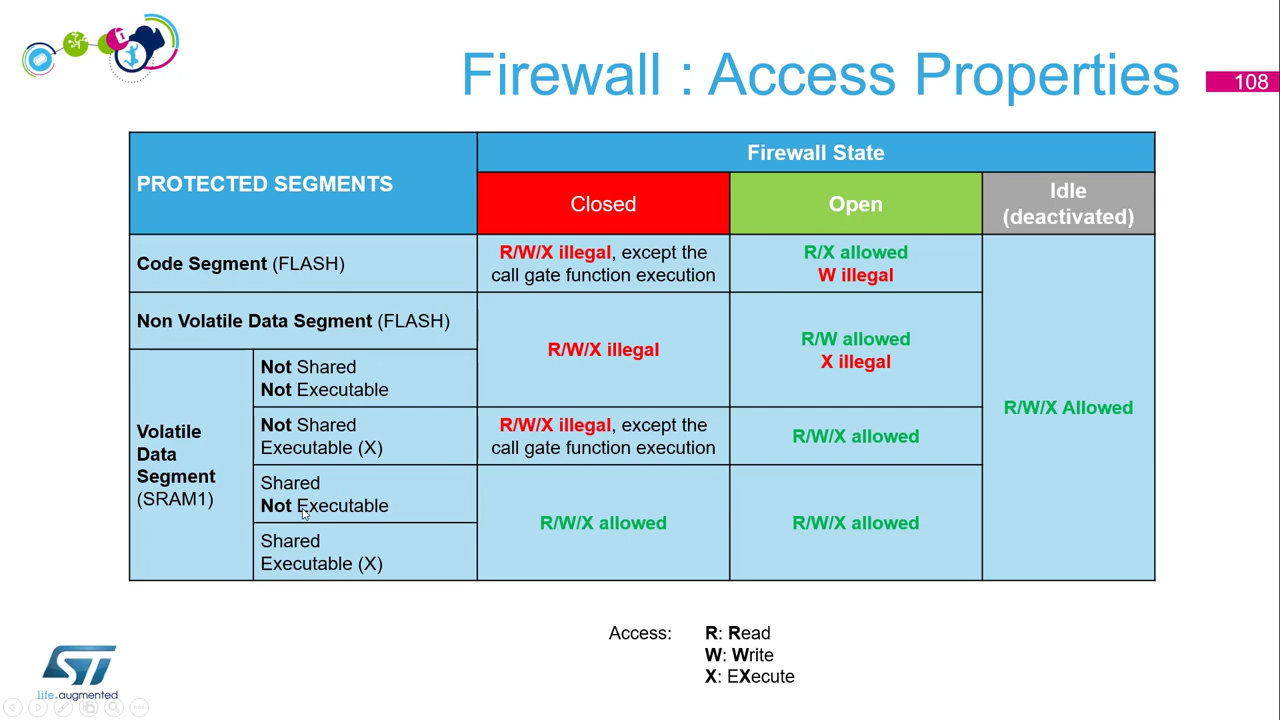 Firewall : Access Properties
108
PROTECTED SEGMENTS
Firewall State
Closed
Open
Idle
(deactivated)
Code Segment (FLASH)
R/W/X illegal, except the
call gate function execution
R/X allowed
W illegal
R/W/X Allowed
Non Volatile Data Segment (FLASH)
R/W/X illegal
R/W allowed
X illegal
Volatile
Data
Segment
(SRAM1)
Not Shared
Not Executable
Not Shared
Executable (X)
R/W/X illegal, except the
call gate function execution
R/W/X allowed
Shared
Not Executable
R/W/X allowed
R/W/X allowed
Shared
Executable (X)
Access:
R: Read
W: Write
X: EXecute
ST
life.augmented